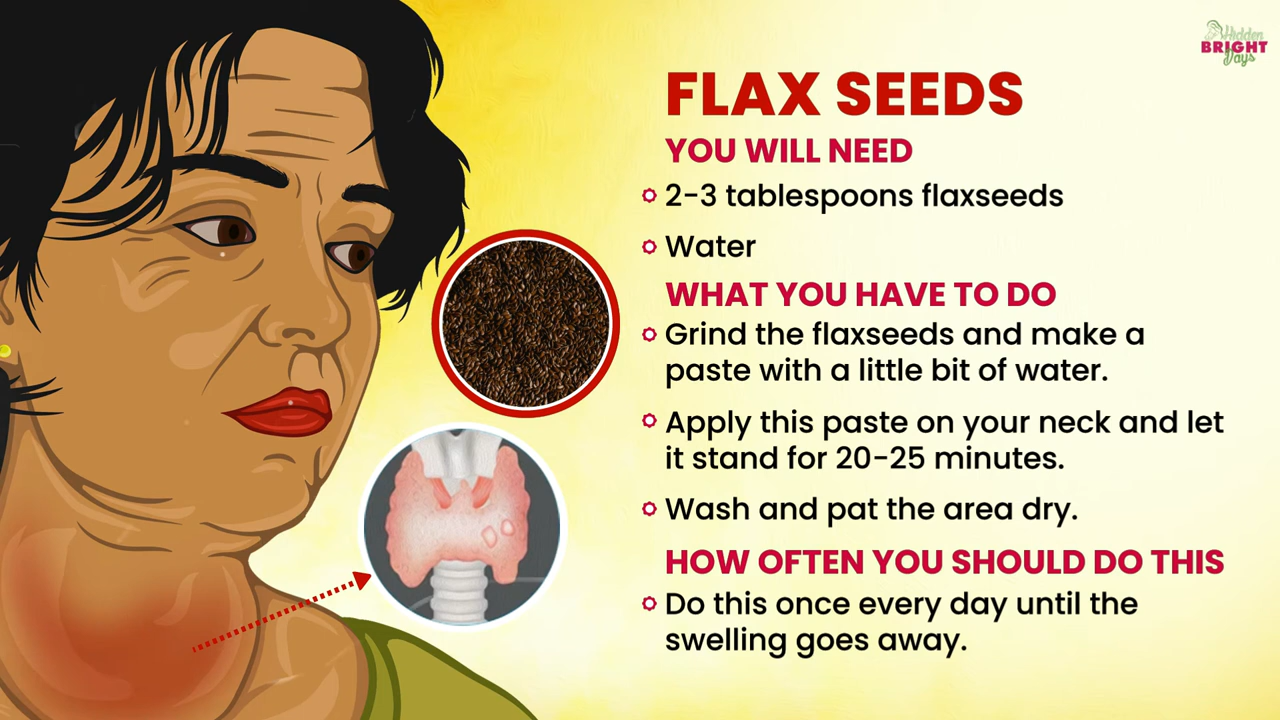 Hidden
BRIGHT
Days
FLAX SEEDS
YOU WILL NEED
2-3 tablespoons flaxseeds
Water
WHAT YOU HAVE TO DO
Grind the flaxseeds and make a
paste with a little bit of water.
Apply this paste on your neck and let
it stand for 20-25 minutes.
Wash and pat the area dry.
HOW OFTEN YOU SHOULD DO THIS
Do this once every day until the
swelling goes away.